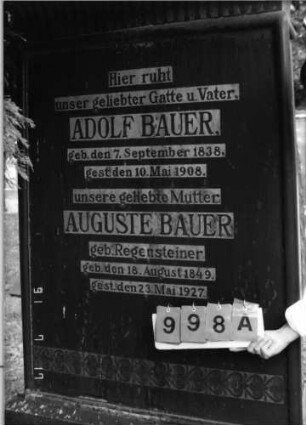 Hier ruht
unser geliebter Gatte u. Vater,
ADOLF BAUER,
geb. den 7. September 1838,
gest. den 10. Mai 1908.
unsere geliebte Mutter
AUGUSTE BAUER
geb. Regensteiner
geb. den 18. August 1849.
gest. den 23. Mai 1927.
998A